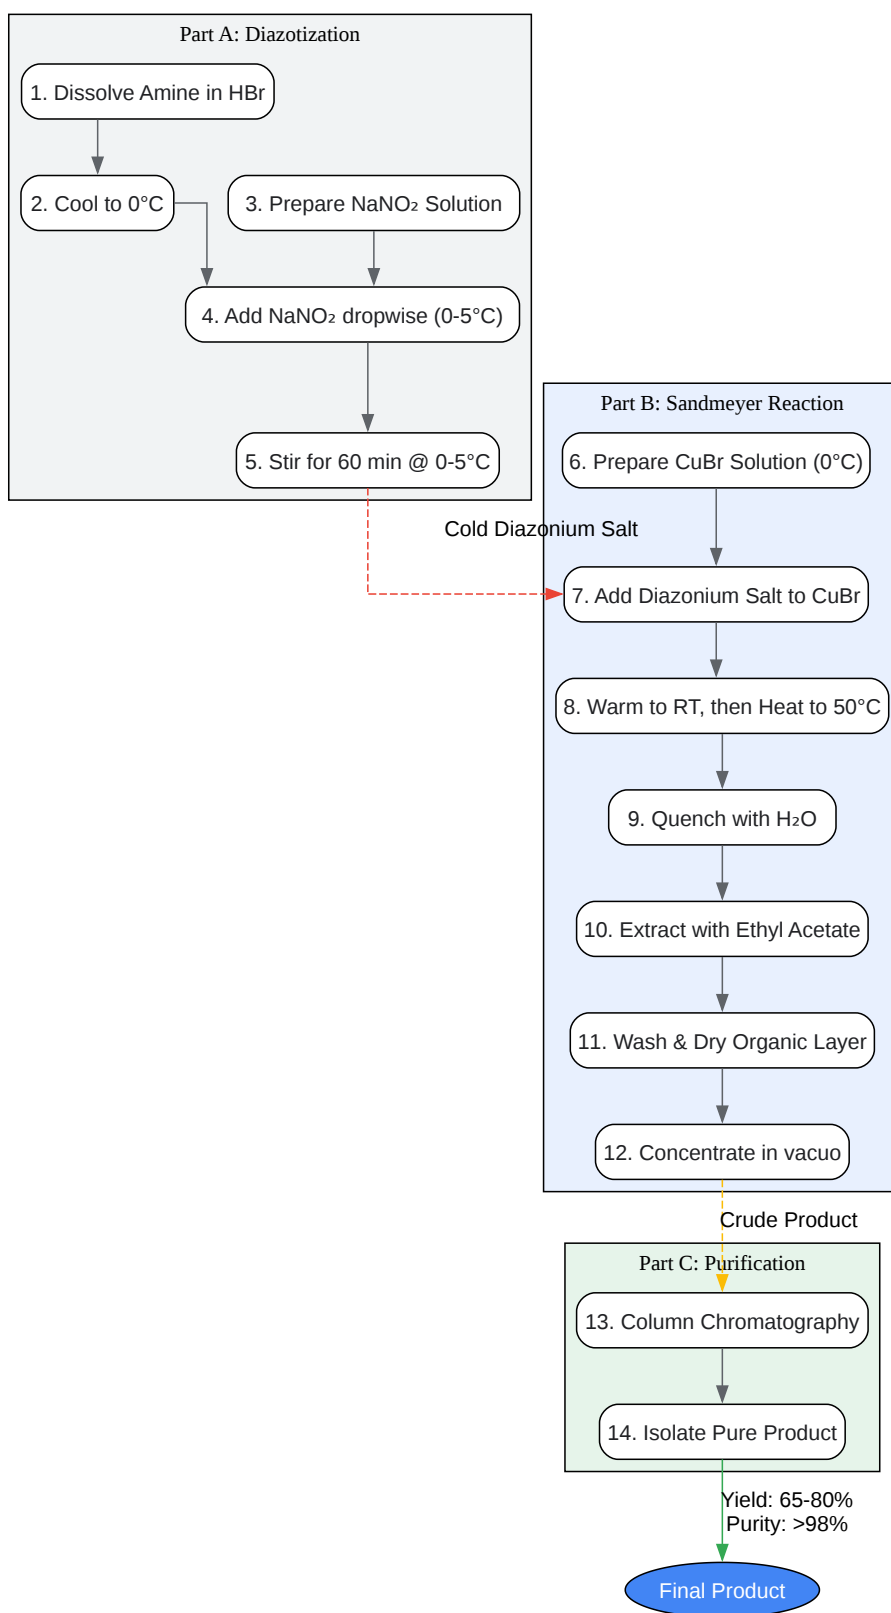 Part A: Diazotization
1. Dissolve Amine in HBr
2. Cool to 0°C
3. Prepare NaNO₂ Solution
4. Add NaNO₂ dropwise (0-5°C)
5. Stir for 60 min @ 0-5°C
Part B: Sandmeyer Reaction
6. Prepare CuBr Solution (0°C)
Cold Diazonium Salt
7. Add Diazonium Salt to CuBr
8. Warm to RT, then Heat to 50°C
9. Quench with H₂O
10. Extract with Ethyl Acetate
11. Wash & Dry Organic Layer
12. Concentrate in vacuo
Crude Product
Part C: Purification
13. Column Chromatography
14. Isolate Pure Product
Yield: 65-80%
Purity: >98%
Final Product